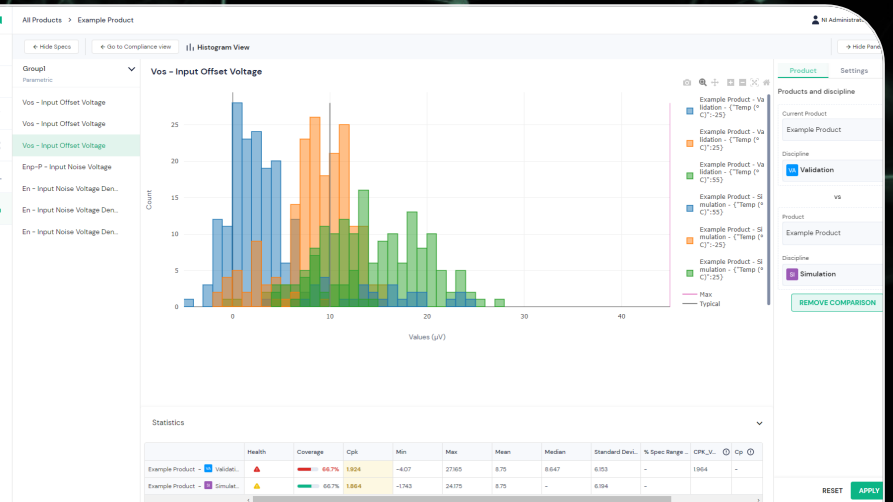 All Products > Example Product
NI Administrat
← Hide Specs
← Go to Compliance view
Histogram View
→ Hide Pane
Group1
Parametric
Vos - Input Offset Voltage
Vos - Input Offset Voltage
Vos - Input Offset Voltage
Enp-P - Input Noise Voltage
En - Input Noise Voltage Den...
En - Input Noise Voltage Den...
En - Input Noise Voltage Den...
Vos - Input Offset Voltage
25
20
15
10
5
0
Count
0
10
20
30
40
Values (µV)
Example Product - Va
lidation - {"Temp (°
C)":-25}
Example Product - Va
lidation - {"Temp (°
C)":25}
Example Product - Va
lidation - {"Temp (°
C)":55}
Example Product - Si
mulation - {"Temp (°
C)":55}
Example Product - Si
mulation - {"Temp (°
C)":-25}
Example Product - Si
mulation - {"Temp (°
C)":25}
Max
Typical
Product
Settings
Products and discipline
Current Product
Example Product
Discipline
VA Validation
vs
Product
Example Product
Discipline
SI Simulation
REMOVE COMPARISON
RESET
APPLY
Statistics
Health Coverage Cpk Min Max Mean Median Standard Devi... % Spec Range ... CPK_V... Cp
Example Product - VA Validati... 66.7% 1.924 -4.07 27.165 8.75 8.647 6.153 - 1.964 -
Example Product - SI Simulat... 66.7% 1.864 -1.743 24.175 8.75 - 6.194 -